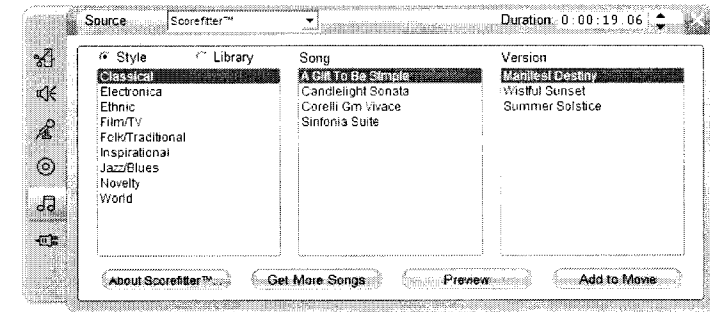 Source Scorefitter™ Duration: 0:00:19.06
Style Library Song Version
Classical
Electronica
Ethnic
Film/TV
Folk/Traditional
Inspirational
Jazz/Blues
Novelty
World
A Gift To Be Simple
Candlelight Sonata
Corelli Gm Vivace
Sinfonia Suite
Manifest Destiny
Wistful Sunset
Summer Solstice
About Scorefitter™... Get More Songs Preview Add to Movie